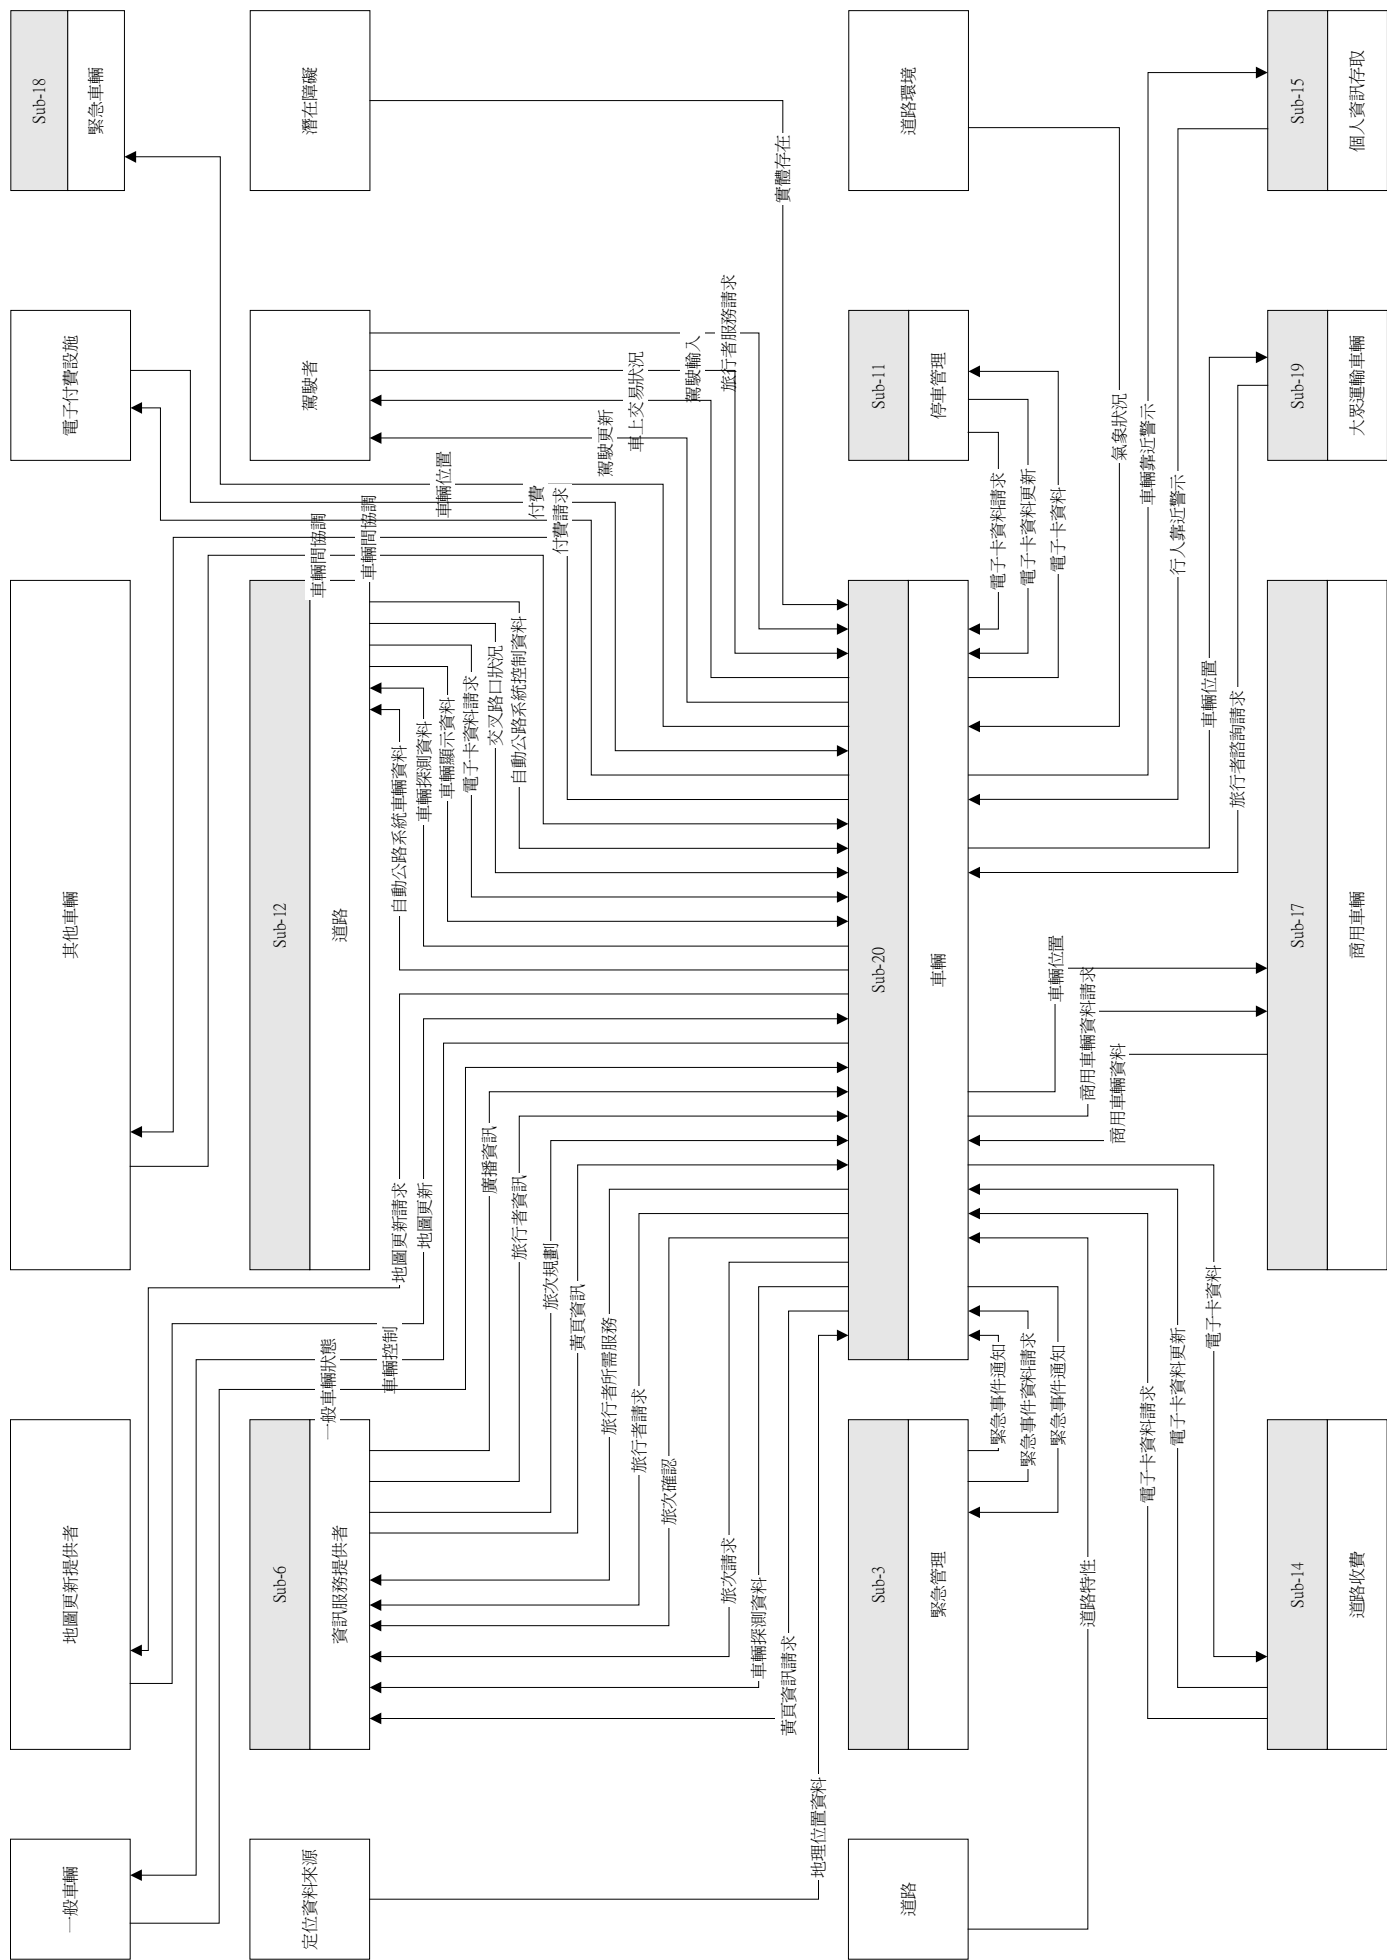 一般車輛
地圖更新提供者
其他車輛
電子付費設施
Sub-18
緊急車輛
定位資料來源
Sub-6
資訊服務提供者
Sub-12
道路
駕駛者
潛在障礙
一般車輛狀態
車輛控制
地圖更新請求
地圖更新
車輛間協調
車輛間協調
車輛位置
付費
付費請求
駕駛更新
車上交易狀況
駕駛輸入
旅行者服務請求
實體存在
自動公路系統車輛資料
車輛探測資料
車輛顯示資料
電子卡資料請求
交叉路口狀況
自動公路系統控制資料
廣播資訊
旅行者資訊
旅次規劃
黃頁資訊
旅行者所需服務
旅行者請求
旅次確認
旅次請求
車輛探測資料
黃頁資訊請求
地理位置資料
道路
Sub-3
緊急管理
Sub-20
車輛
Sub-11
停車管理
道路環境
緊急事件通知
緊急事件資料請求
緊急事件通知
道路特性
電子卡資料請求
電子卡資料更新
電子卡資料
車輛位置
商用車輛資料請求
商用車輛資料
電子卡資料請求
電子卡資料更新
電子卡資料
氣象狀況
車輛靠近警示
行人靠近警示
車輛位置
旅行者諮詢請求
Sub-14
道路收費
Sub-17
商用車輛
Sub-19
大眾運輸車輛
Sub-15
個人資訊存取